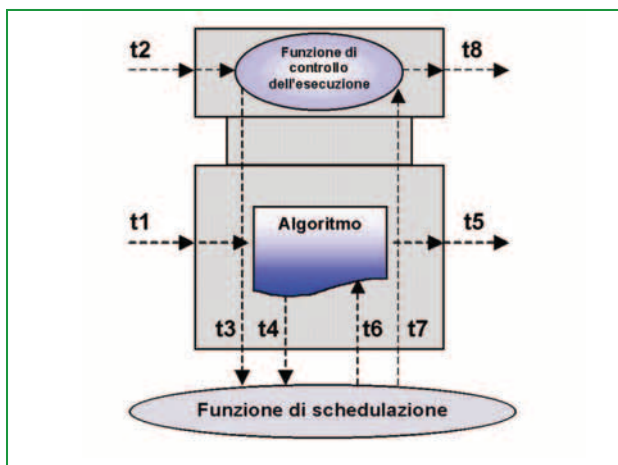 t2
Funzione di
controllo
dell'esecuzione
t8
t1
Algoritmo
t5
t3 t4 t6 t7
Funzione di schedulazione